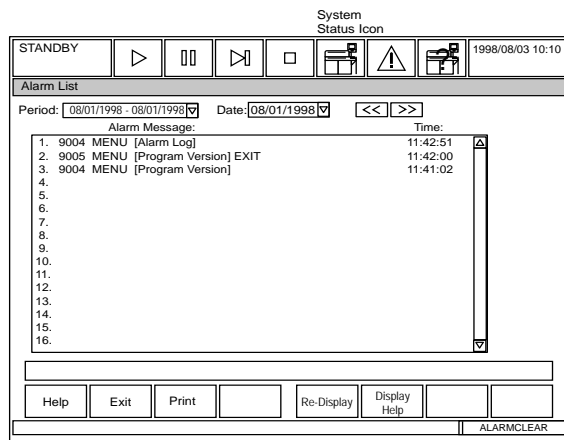 System
Status Icon
STANDBY
1998/08/03 10:10
Alarm List
Period: 08/01/1998 - 08/01/1998 Date: 08/01/1998 << >>
Alarm Message: Time:
1. 9004 MENU [Alarm Log] 11:42:51
2. 9005 MENU [Program Version] EXIT 11:42:00
3. 9004 MENU [Program Version] 11:41:02
4.
5.
6.
7.
8.
9.
10.
11.
12.
13.
14.
15.
16.
Help Exit Print Re-Display Display Help
ALARMCLEAR